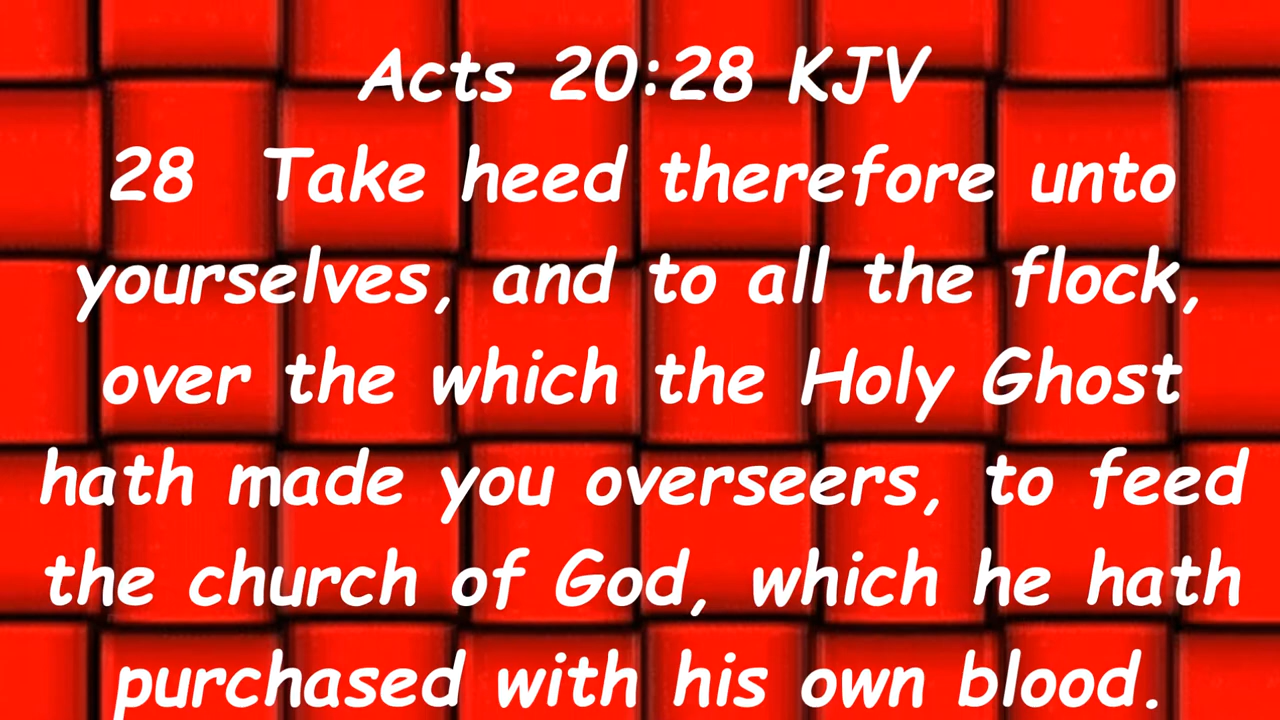 Acts 20:28 KJV
28 Take heed therefore unto
yourselves, and to all the flock,
over the which the Holy Ghost
hath made you overseers, to feed
the church of God, which he hath
purchased with his own blood.